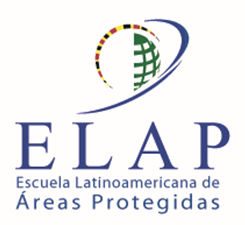 ELAP
Escuela Latinoamericana de
Áreas Protegidas